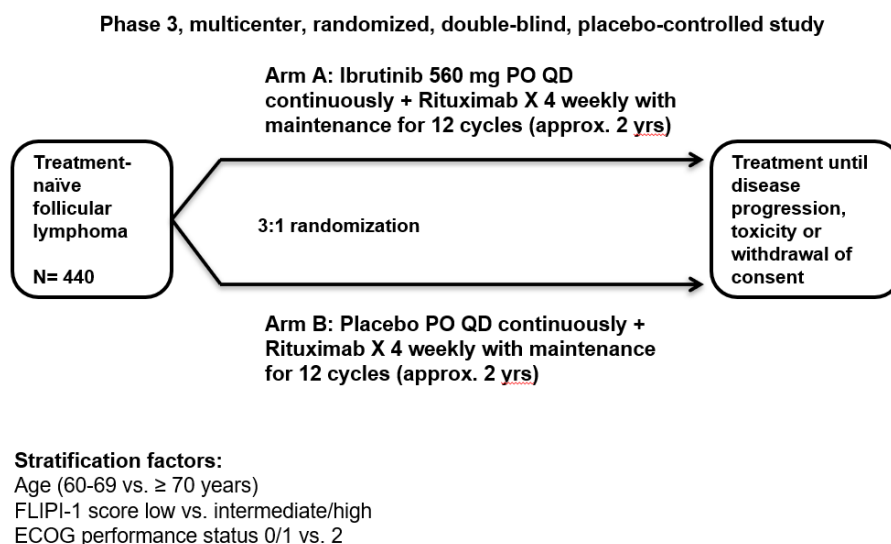 Phase 3, multicenter, randomized, double-blind, placebo-controlled study
Arm A: Ibrutinib 560 mg PO QD
continuously + Rituximab X 4 weekly with
maintenance for 12 cycles (approx. 2 yrs)
Treatment-
naïve
follicular
lymphoma
N= 440
3:1 randomization
Treatment until
disease
progression,
toxicity or
withdrawal of
consent
Arm B: Placebo PO QD continuously +
Rituximab X 4 weekly with maintenance
for 12 cycles (approx. 2 yrs)
Stratification factors:
Age (60-69 vs. ≥ 70 years)
FLIPI-1 score low vs. intermediate/high
ECOG performance status 0/1 vs. 2